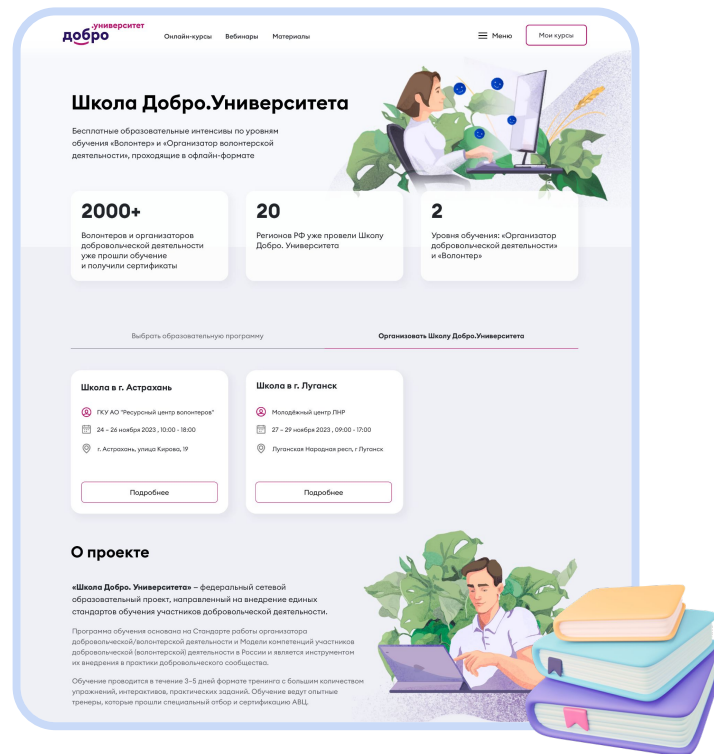 .университет
добро
Онлайн-курсы Вебинары Материалы
Меню
Мои курсы
Школа Добро.Университета
Бесплатные образовательные интенсивы по уровням
обучения «Волонтер» и «Организатор волонтерской
деятельности», проходящие в офлайн-формате
2000+
Волонтеров и организаторов
добровольческой деятельности
уже прошли обучение
и получили сертификаты
20
Регионов РФ уже провели Школу
Добро. Университета
2
Уровня обучения: «Организатор
добровольческой деятельности»
и «Волонтер»
Выбрать образовательную программу
Организовать Школу Добро.Университета
Школа в г. Астрахань
ГКУ АО "Ресурсный центр волонтеров"
24 – 26 ноября 2023 , 10:00 - 18:00
г. Астрахань, улица Кирова, 19
Подробнее
Школа в г. Луганск
Молодёжный центр ЛНР
27 – 29 ноября 2023 , 09:00 - 17:00
Луганская Народная респ, г Луганск
Подробнее
О проекте
«Школа Добро. Университета» – федеральный сетевой
образовательный проект, направленный на внедрение единых
стандартов обучения участников добровольческой деятельности.
Программа обучения основана на Стандарте работы организатора
добровольческой/волонтерской деятельности и Модели компетенций участников
добровольческой (волонтерской) деятельности в России и является инструментом
их внедрения в практики добровольческого сообщества.
Обучение проводится в течение 3–5 дней формате тренинга с большим количеством
упражнений, интерактивов, практических заданий. Обучение ведут опытные
тренеры, которые прошли специальный отбор и сертификацию АВЦ.